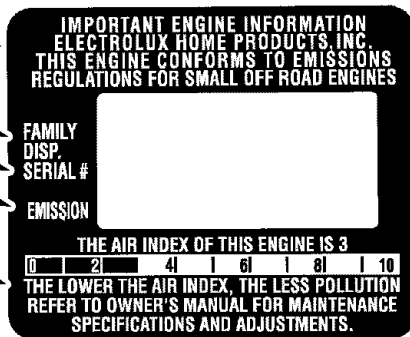 IMPORTANT ENGINE INFORMATION
ELECTROLUX HOME PRODUCTS, INC.
THIS ENGINE CONFORMS TO EMISSIONS
REGULATIONS FOR SMALL OFF ROAD ENGINES
FAMILY
DISP.
SERIAL #
EMISSION
THE AIR INDEX OF THIS ENGINE IS 3
0 2 4 6 8 10
THE LOWER THE AIR INDEX, THE LESS POLLUTION
REFER TO OWNER'S MANUAL FOR MAINTENANCE
SPECIFICATIONS AND ADJUSTMENTS.